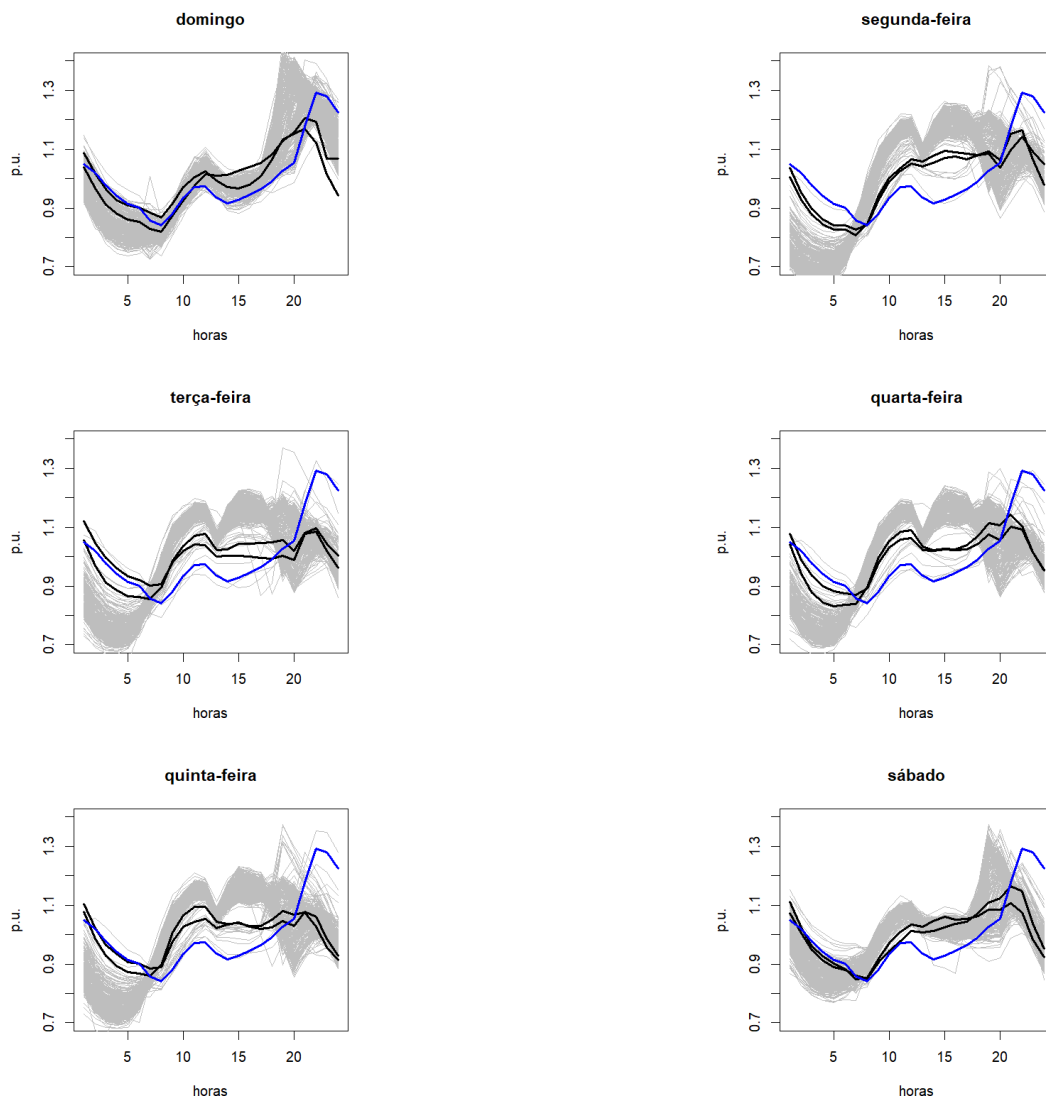 domingo
1.3
1.1
0.9
0.7
p.u.
5 10 15 20
horas
segunda-feira
1.3
1.1
0.9
0.7
p.u.
5 10 15 20
horas
terça-feira
1.3
1.1
0.9
0.7
p.u.
5 10 15 20
horas
quarta-feira
1.3
1.1
0.9
0.7
p.u.
5 10 15 20
horas
quinta-feira
1.3
1.1
0.9
0.7
p.u.
5 10 15 20
horas
sábado
1.3
1.1
0.9
0.7
p.u.
5 10 15 20
horas